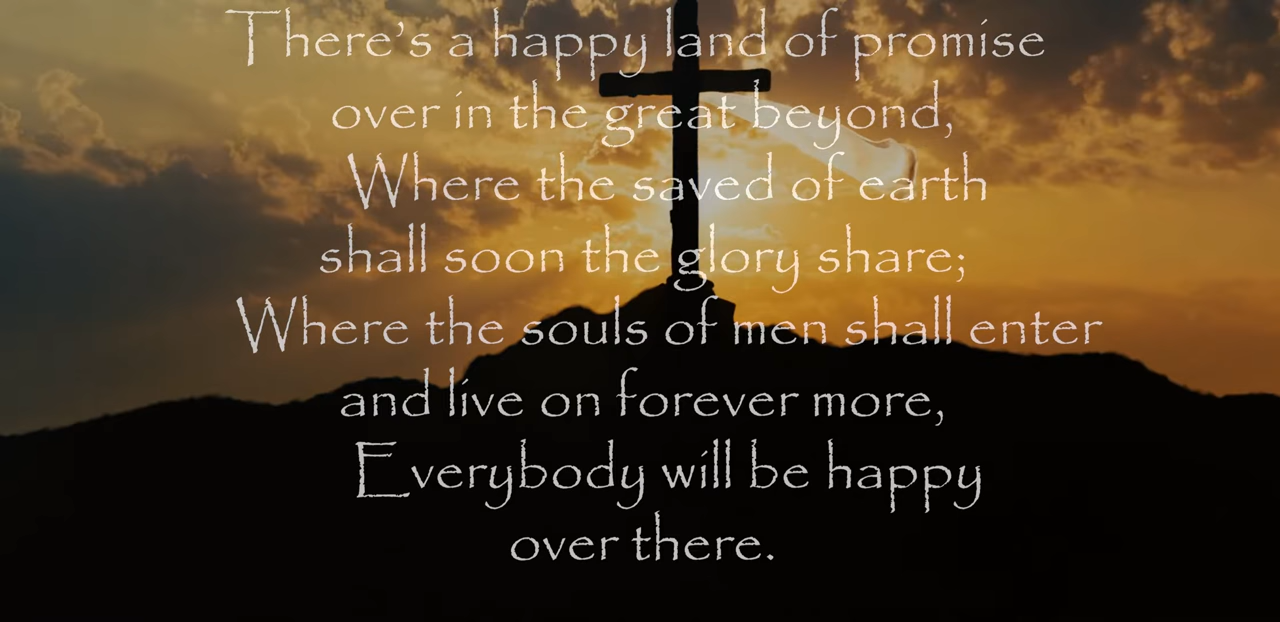 There's a happy land of promise
over in the great beyond,
Where the saved of earth
shall soon the glory share;
Where the souls of men shall enter
and live on forever more,
Everybody will be happy
over there.